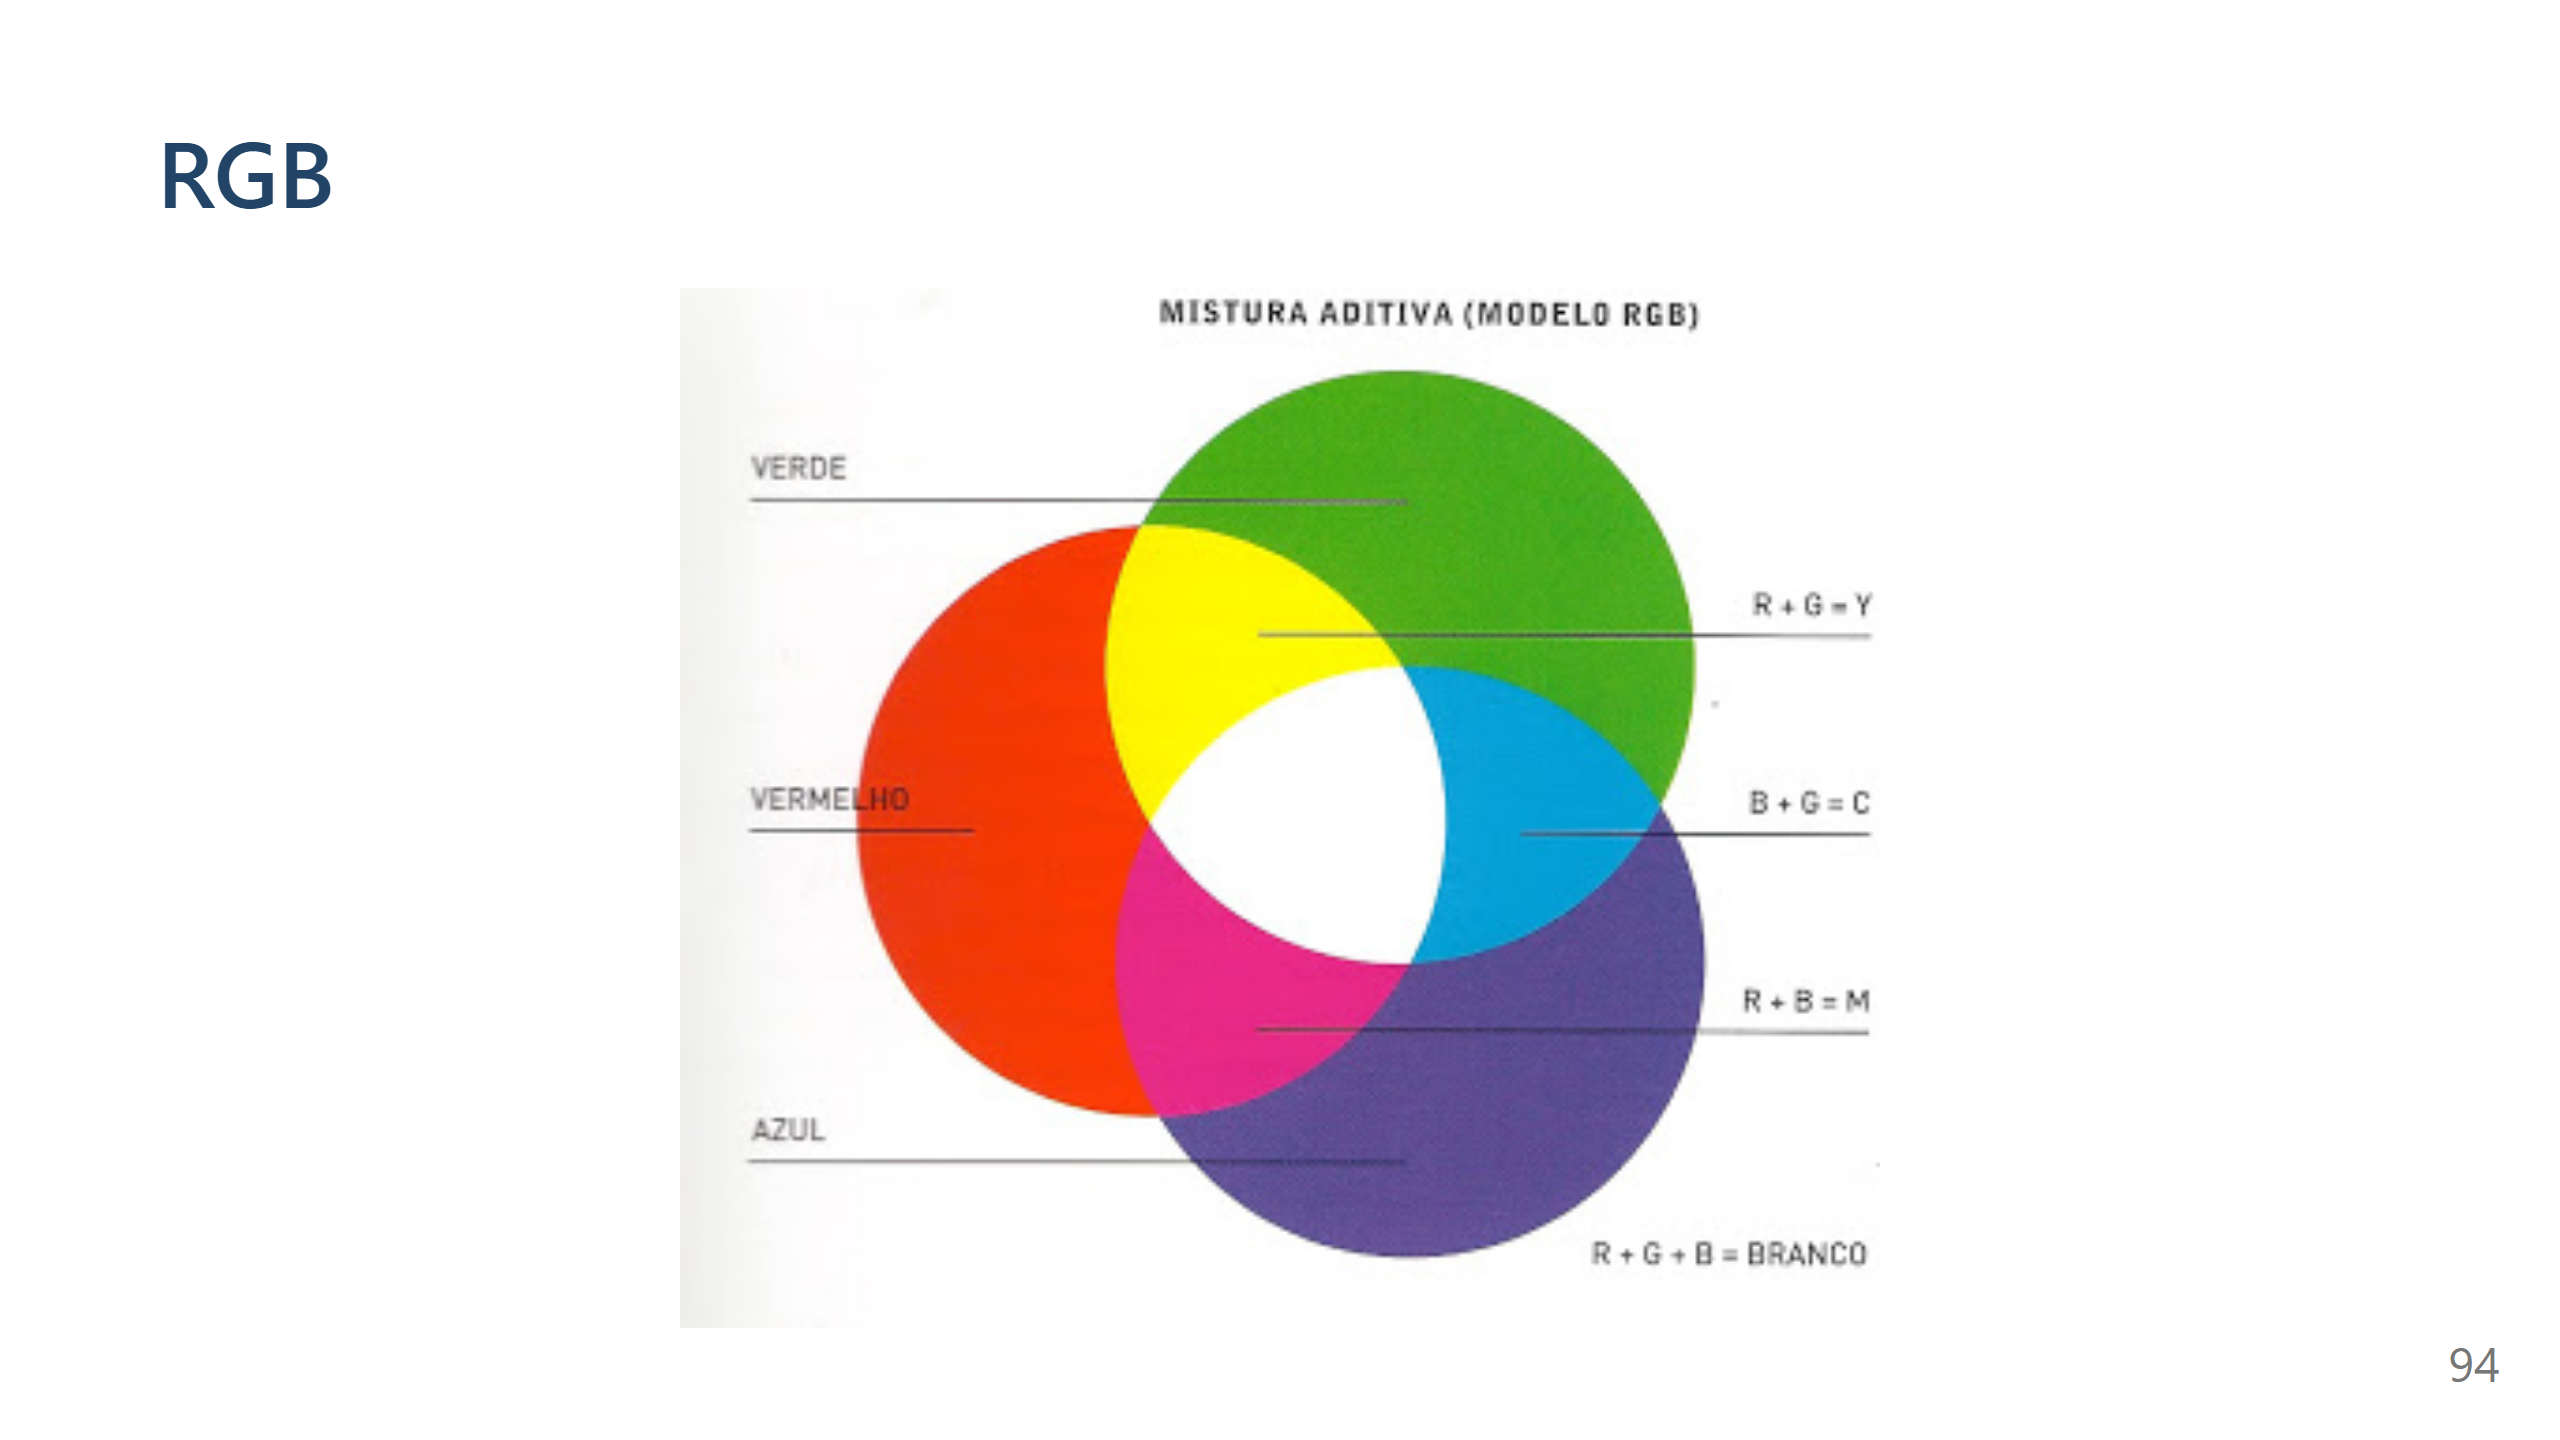 RGB
MISTURA ADITIVA (MODELO RGB)
VERDE
R + G = Y
VERMELHO
B + G = C
R + B = M
AZUL
R + G + B = BRANCO
94